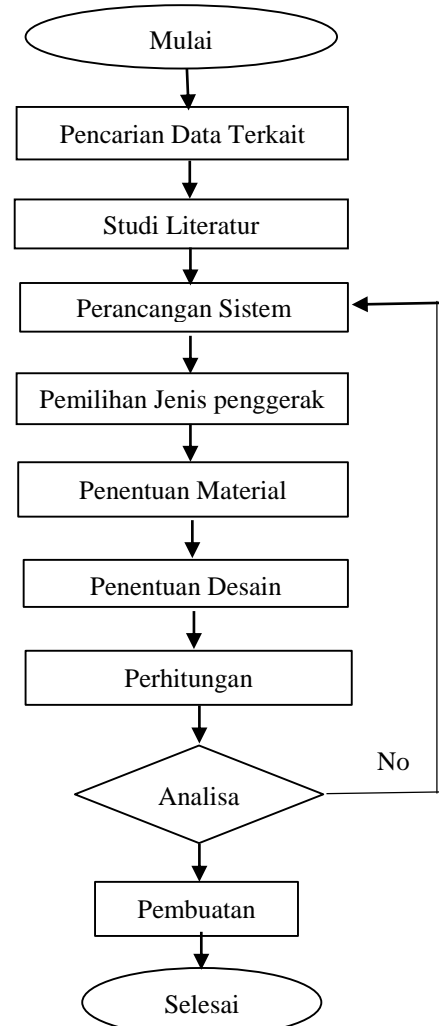 Mulai
Pencarian Data Terkait
Studi Literatur
Perancangan Sistem
Pemilihan Jenis penggerak
Penentuan Material
Penentuan Desain
Perhitungan
No
Analisa
Pembuatan
Selesai